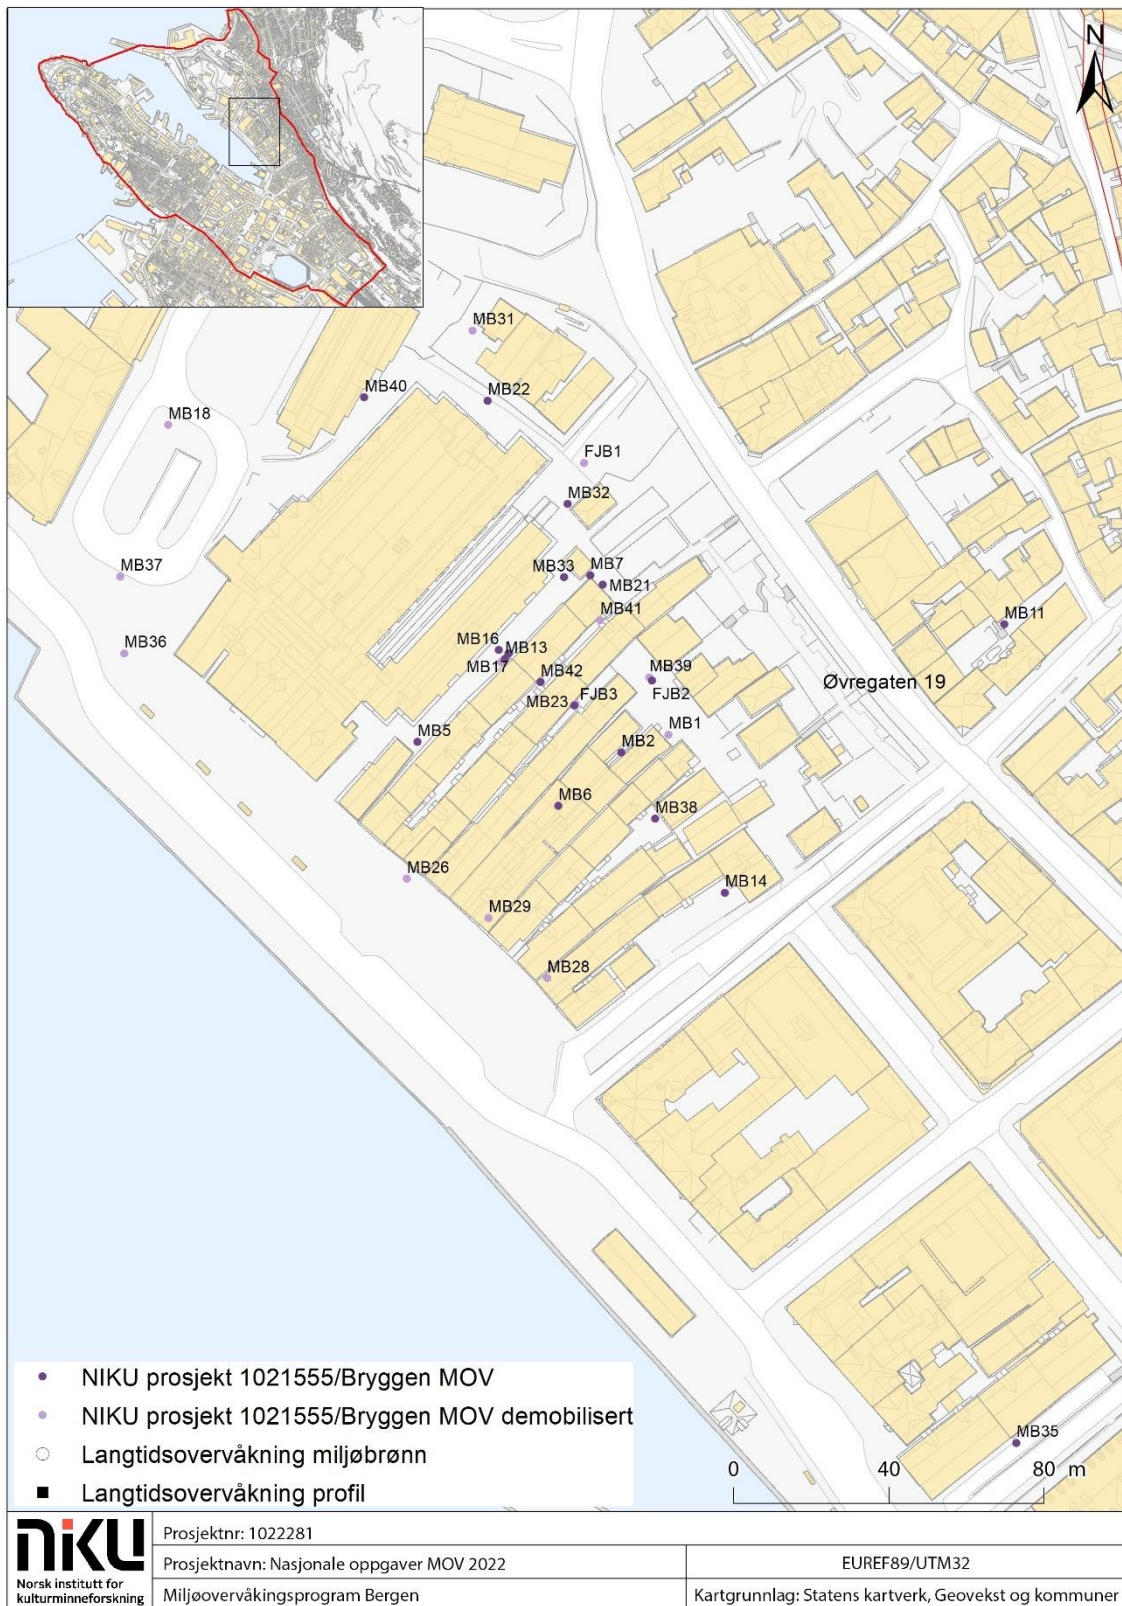 N
MB31
MB40
MB22
MB18
FJB1
MB32
MB37
MB33
MB7
MB21
MB41
MB11
MB36
MB16
MB13
MB17
MB42
MB39
Øvregaten 19
MB23
FJB3
FJB2
MB5
MB1
MB2
MB6
MB38
MB26
MB14
MB29
MB28
NIKU prosjekt 1021555/Bryggen MOV
NIKU prosjekt 1021555/Bryggen MOV demobilisert
Langtidsovervåkning miljøbrønn
Langtidsovervåkning profil
MB35
0 40 80 m
NIKU
Norsk institutt for
kulturminneforskning
Prosjektnr: 1022281
Prosjektnavn: Nasjonale oppgaver MOV 2022
EUREF89/UTM32
Miljøovervåkingsprogram Bergen
Kartgrunnlag: Statens kartverk, Geovekst og kommuner